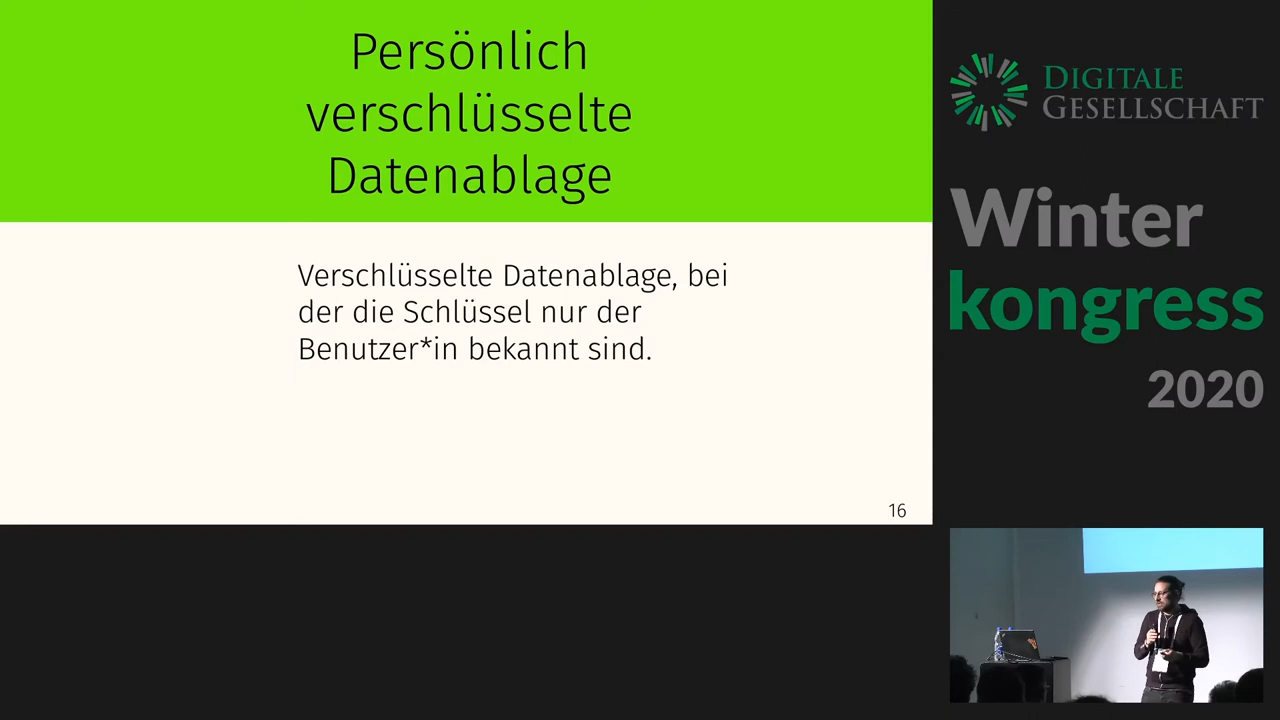 Persönlich
verschlüsselte
Datenablage
Verschlüsselte Datenablage, bei
der die Schlüssel nur der
Benutzer*in bekannt sind.
16
DIGITALE
GESELLSCHAFT
Winter
kongress
2020